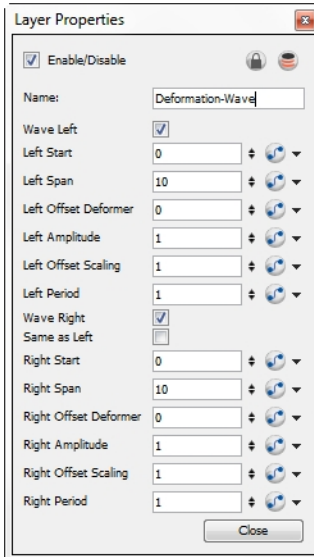 Layer Properties
Enable/Disable
Name: Deformation-Wave
Wave Left
Left Start 0
Left Span 10
Left Offset Deformer 0
Left Amplitude 1
Left Offset Scaling 1
Left Period 1
Wave Right
Same as Left
Right Start 0
Right Span 10
Right Offset Deformer 0
Right Amplitude 1
Right Offset Scaling 1
Right Period 1
Close